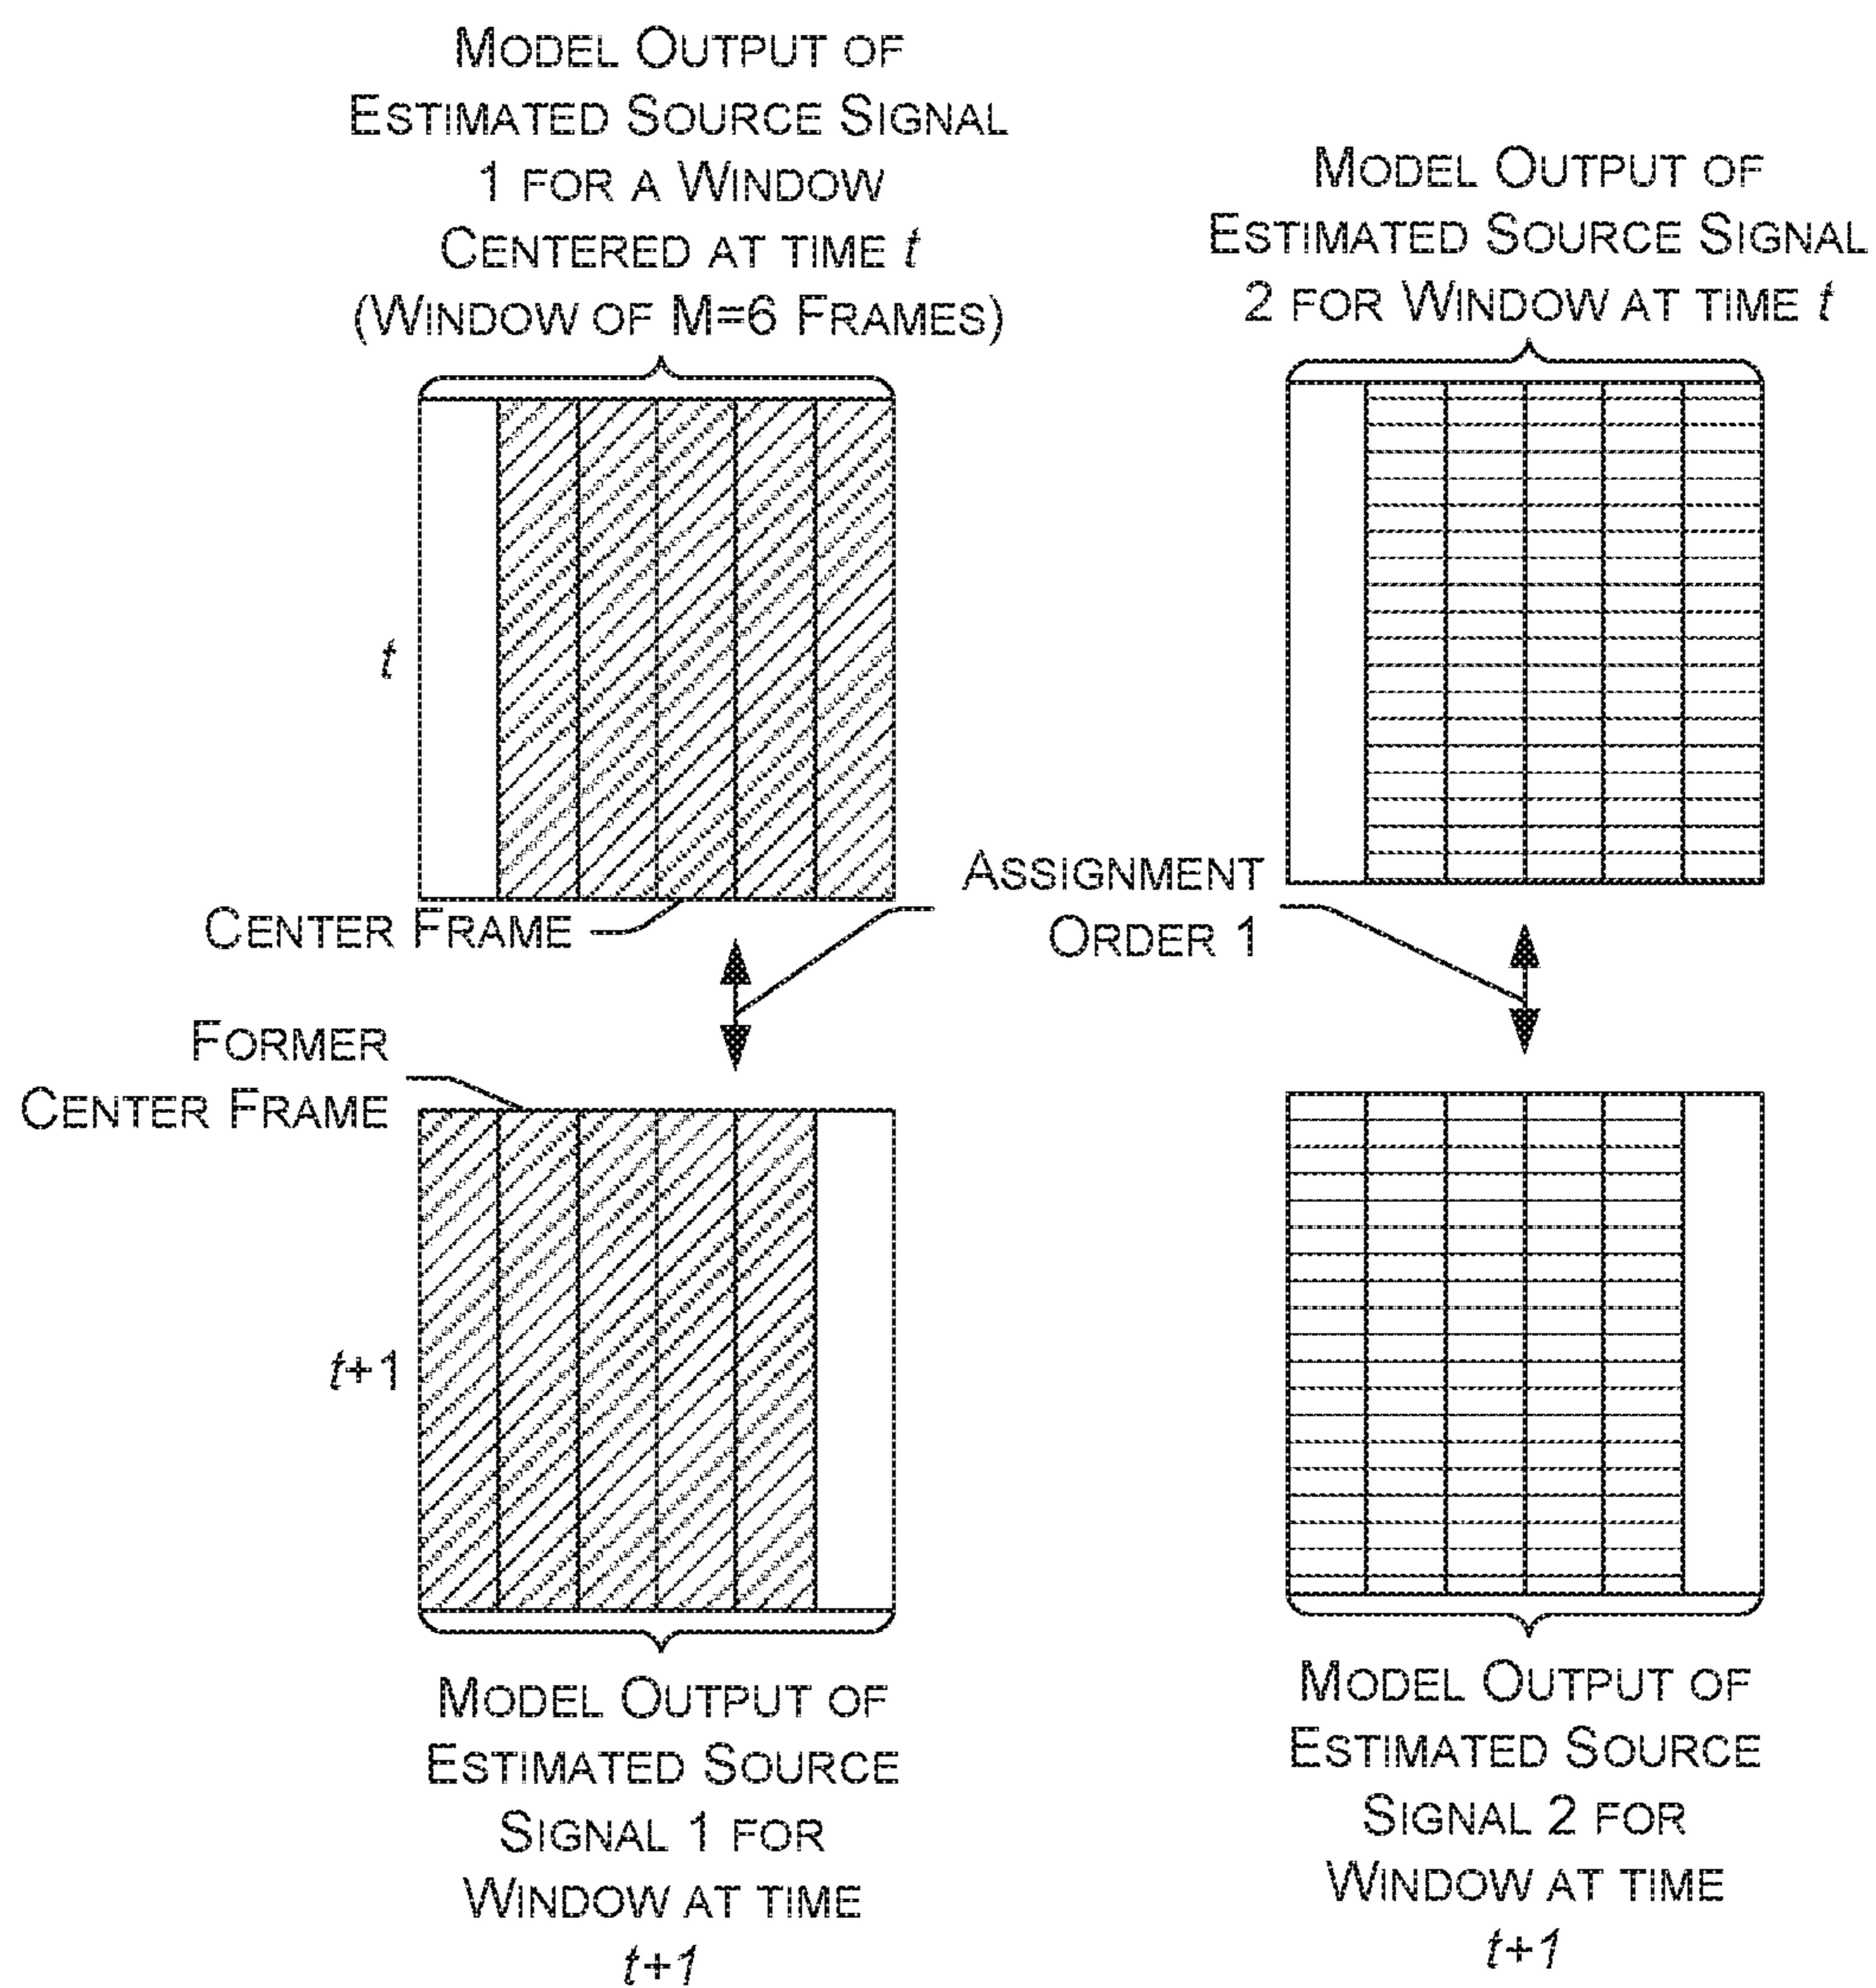 MODEL OUTPUT OF
ESTIMATED SOURCE SIGNAL
1 FOR A WINDOW
CENTERED AT TIME t
(WINDOW OF M=6 FRAMES)
MODEL OUTPUT OF
ESTIMATED SOURCE SIGNAL
2 FOR WINDOW AT TIME t
t
CENTER FRAME
ASSIGNMENT
ORDER 1
FORMER
CENTER FRAME
t+1
MODEL OUTPUT OF
ESTIMATED SOURCE
SIGNAL 1 FOR
WINDOW AT TIME
t+1
MODEL OUTPUT OF
ESTIMATED SOURCE
SIGNAL 2 FOR
WINDOW AT TIME
t+1